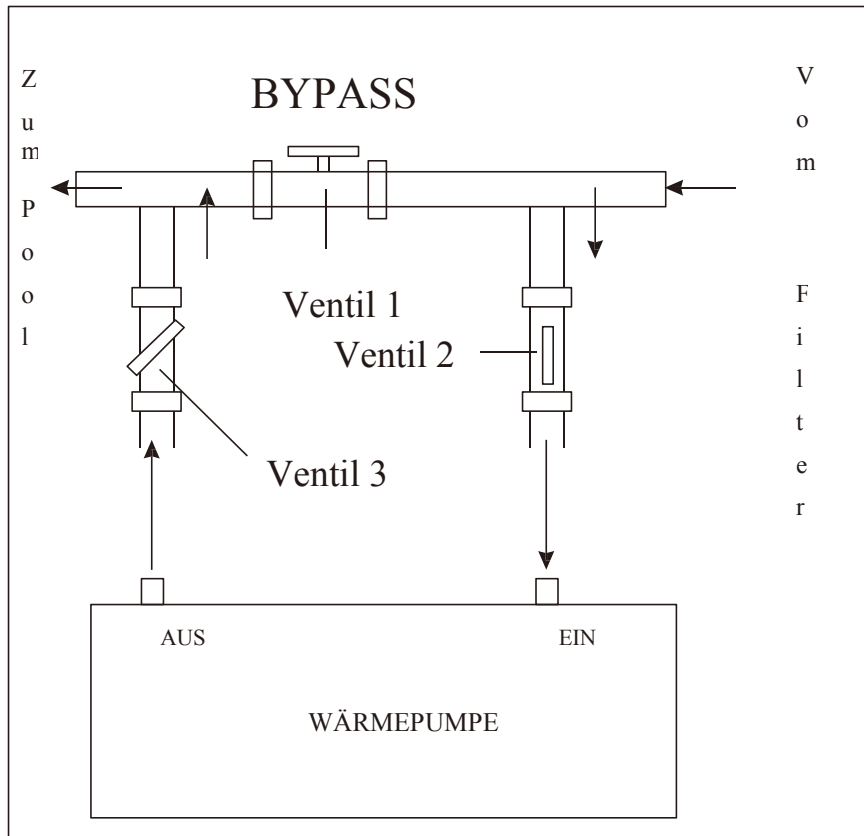 Zum Pool
BYPASS
Vom Filter
Ventil 1
Ventil 2
Ventil 3
AUS
EIN
WÄRMEPUMPE